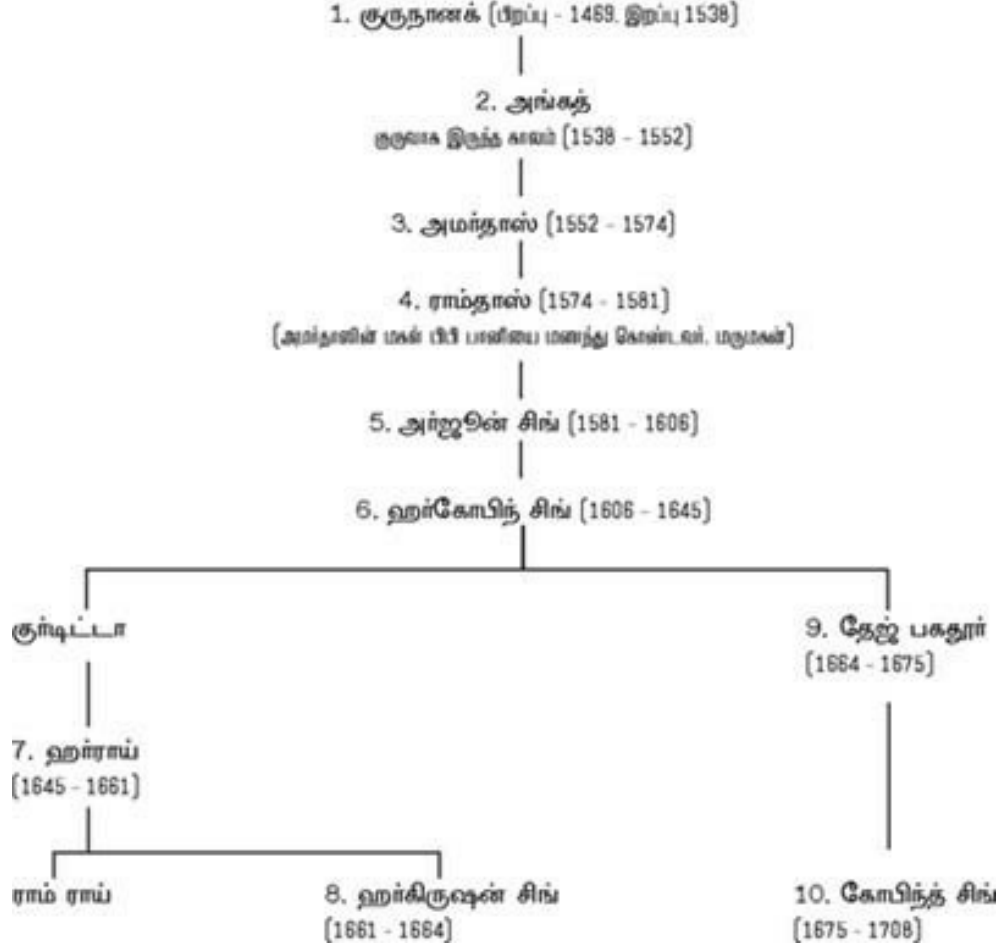 1. குருநானக் (பிறப்பு - 1469. இறப்பு 1538)
2. அங்கத்
குருவாக இருந்த காலம் (1538 - 1552)
3. அமர்தாஸ் (1552 - 1574)
4. ராம்தாஸ் (1574 - 1581)
(அமர்தாஸின் மகள் பீபி பானியை மணந்து கொண்டவர். மருமகன்)
5. அர்ஜூன் சிங் (1581 - 1606)
6. ஹர்கோபிந் சிங் (1606 - 1645)
குர்டிட்டா
9. தேஜ் பகதூர்
(1664 - 1675)
7. ஹர்ராய்
(1645 - 1661)
ராம் ராய்
8. ஹர்கிருஷன் சிங்
(1661 - 1664)
10. கோபிந்த் சிங்
(1675 - 1708)